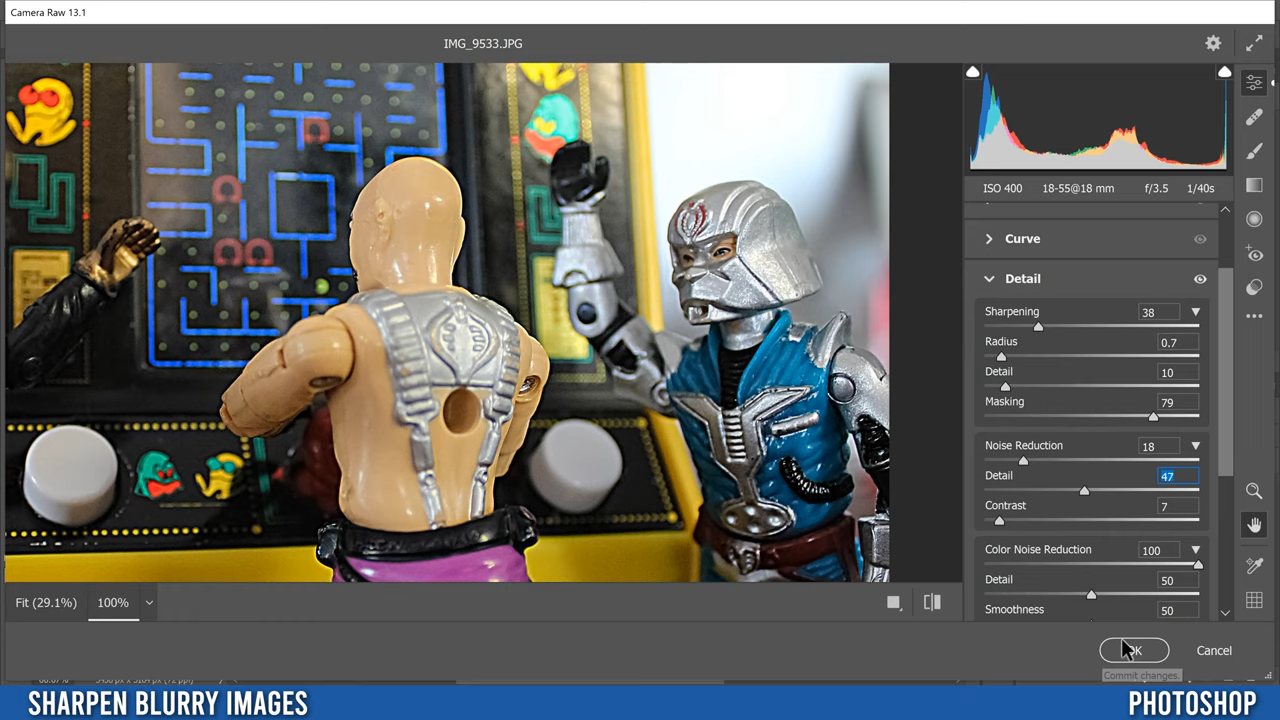 Camera Raw 13.1
IMG_9533.JPG
ISO 400 18-55@18 mm f/3.5 1/40s
Curve
Detail
Sharpening 38
Radius 0.7
Detail 10
Masking 79
Noise Reduction 18
Detail 47
Contrast 7
Color Noise Reduction 100
Detail 50
Smoothness 50
Fit (29.1%) 100%
Cancel
Commit changes.
SHARPEN BLURRY IMAGES PHOTOSHOP